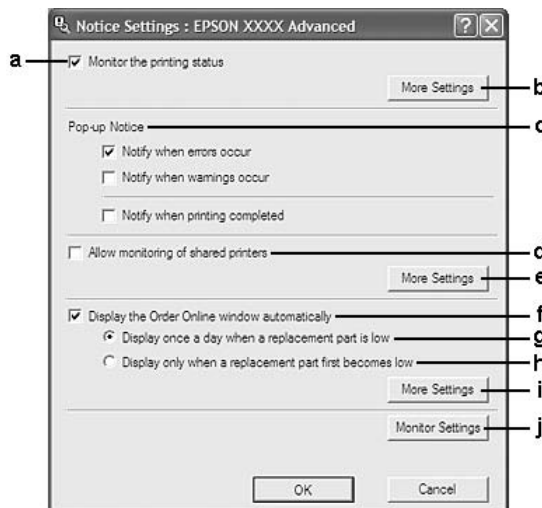 Notice Settings : EPSON XXXX Advanced
a
Monitor the printing status
More Settings
b
Pop-up Notice
Notify when errors occur
Notify when warnings occur
Notify when printing completed
Allow monitoring of shared printers
More Settings
e
Display the Order Online window automatically
f
Display once a day when a replacement part is low
g
Display only when a replacement part first becomes low
h
More Settings
i
Monitor Settings
j
OK
Cancel